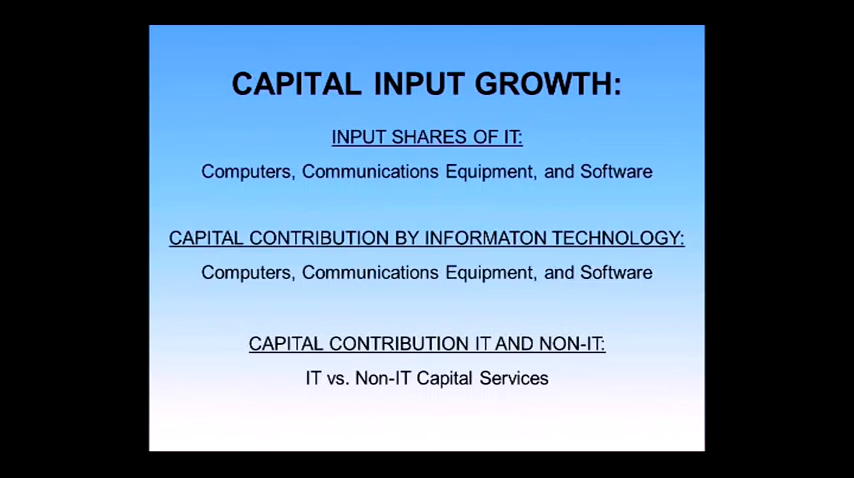 CAPITAL INPUT GROWTH:
INPUT SHARES OF IT:
Computers, Communications Equipment, and Software
CAPITAL CONTRIBUTION BY INFORMATON TECHNOLOGY:
Computers, Communications Equipment, and Software
CAPITAL CONTRIBUTION IT AND NON-IT:
IT vs. Non-IT Capital Services